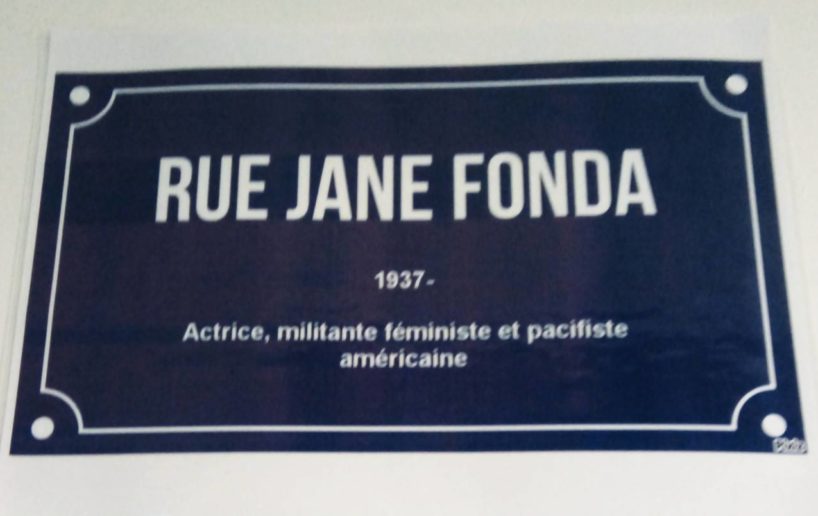 RUE JANE FONDA
1937-
Actrice, militante féministe et pacifiste
américaine